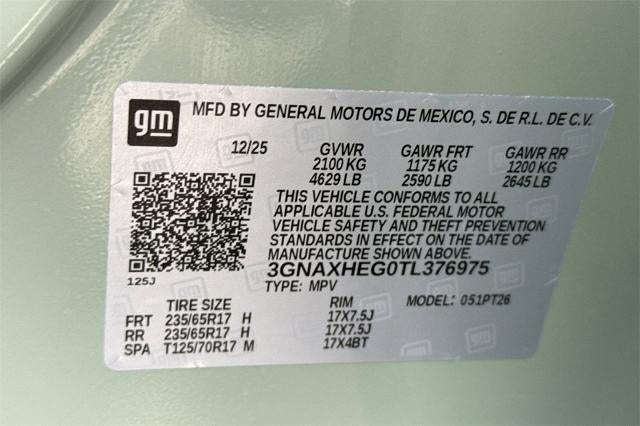 gm
MFD BY GENERAL MOTORS DE MEXICO, S. DE R.L. DE C.V.
12/25 GVWR GAWR FRT GAWR RR
2100 KG 1175 KG 1200 KG
4629 LB 2590 LB 2645 LB
THIS VEHICLE CONFORMS TO ALL
APPLICABLE U.S. FEDERAL MOTOR
VEHICLE SAFETY AND THEFT PREVENTION
STANDARDS IN EFFECT ON THE DATE OF
MANUFACTURE SHOWN ABOVE.
3GNAXHEG0TL376975
125J
TYPE: MPV
TIRE SIZE RIM MODEL: 051PT26
FRT 235/65R17 H 17X7.5J
RR 235/65R17 H 17X7.5J
SPA T125/70R17 M 17X4BT